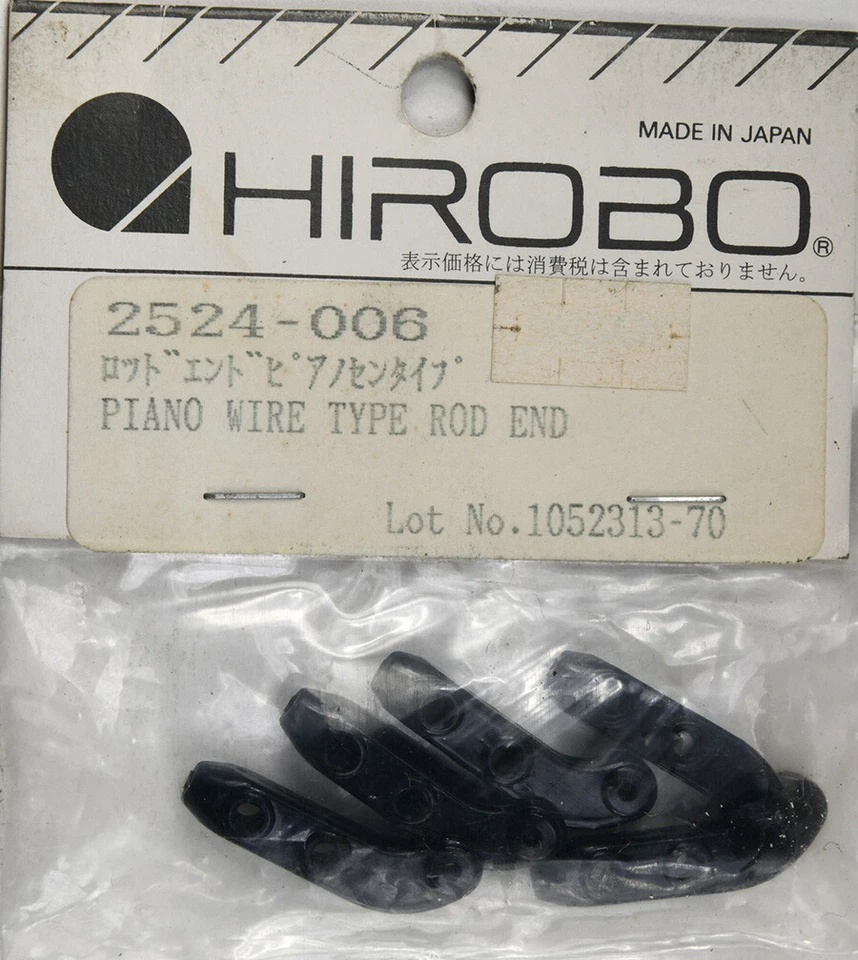 MADE IN JAPAN
HIROBO®
表示価格には消費税は含まれておりません。
2524-006
ロッドエンドピアノセンタイプ
PIANO WIRE TYPE ROD END
Lot No.1052313-70